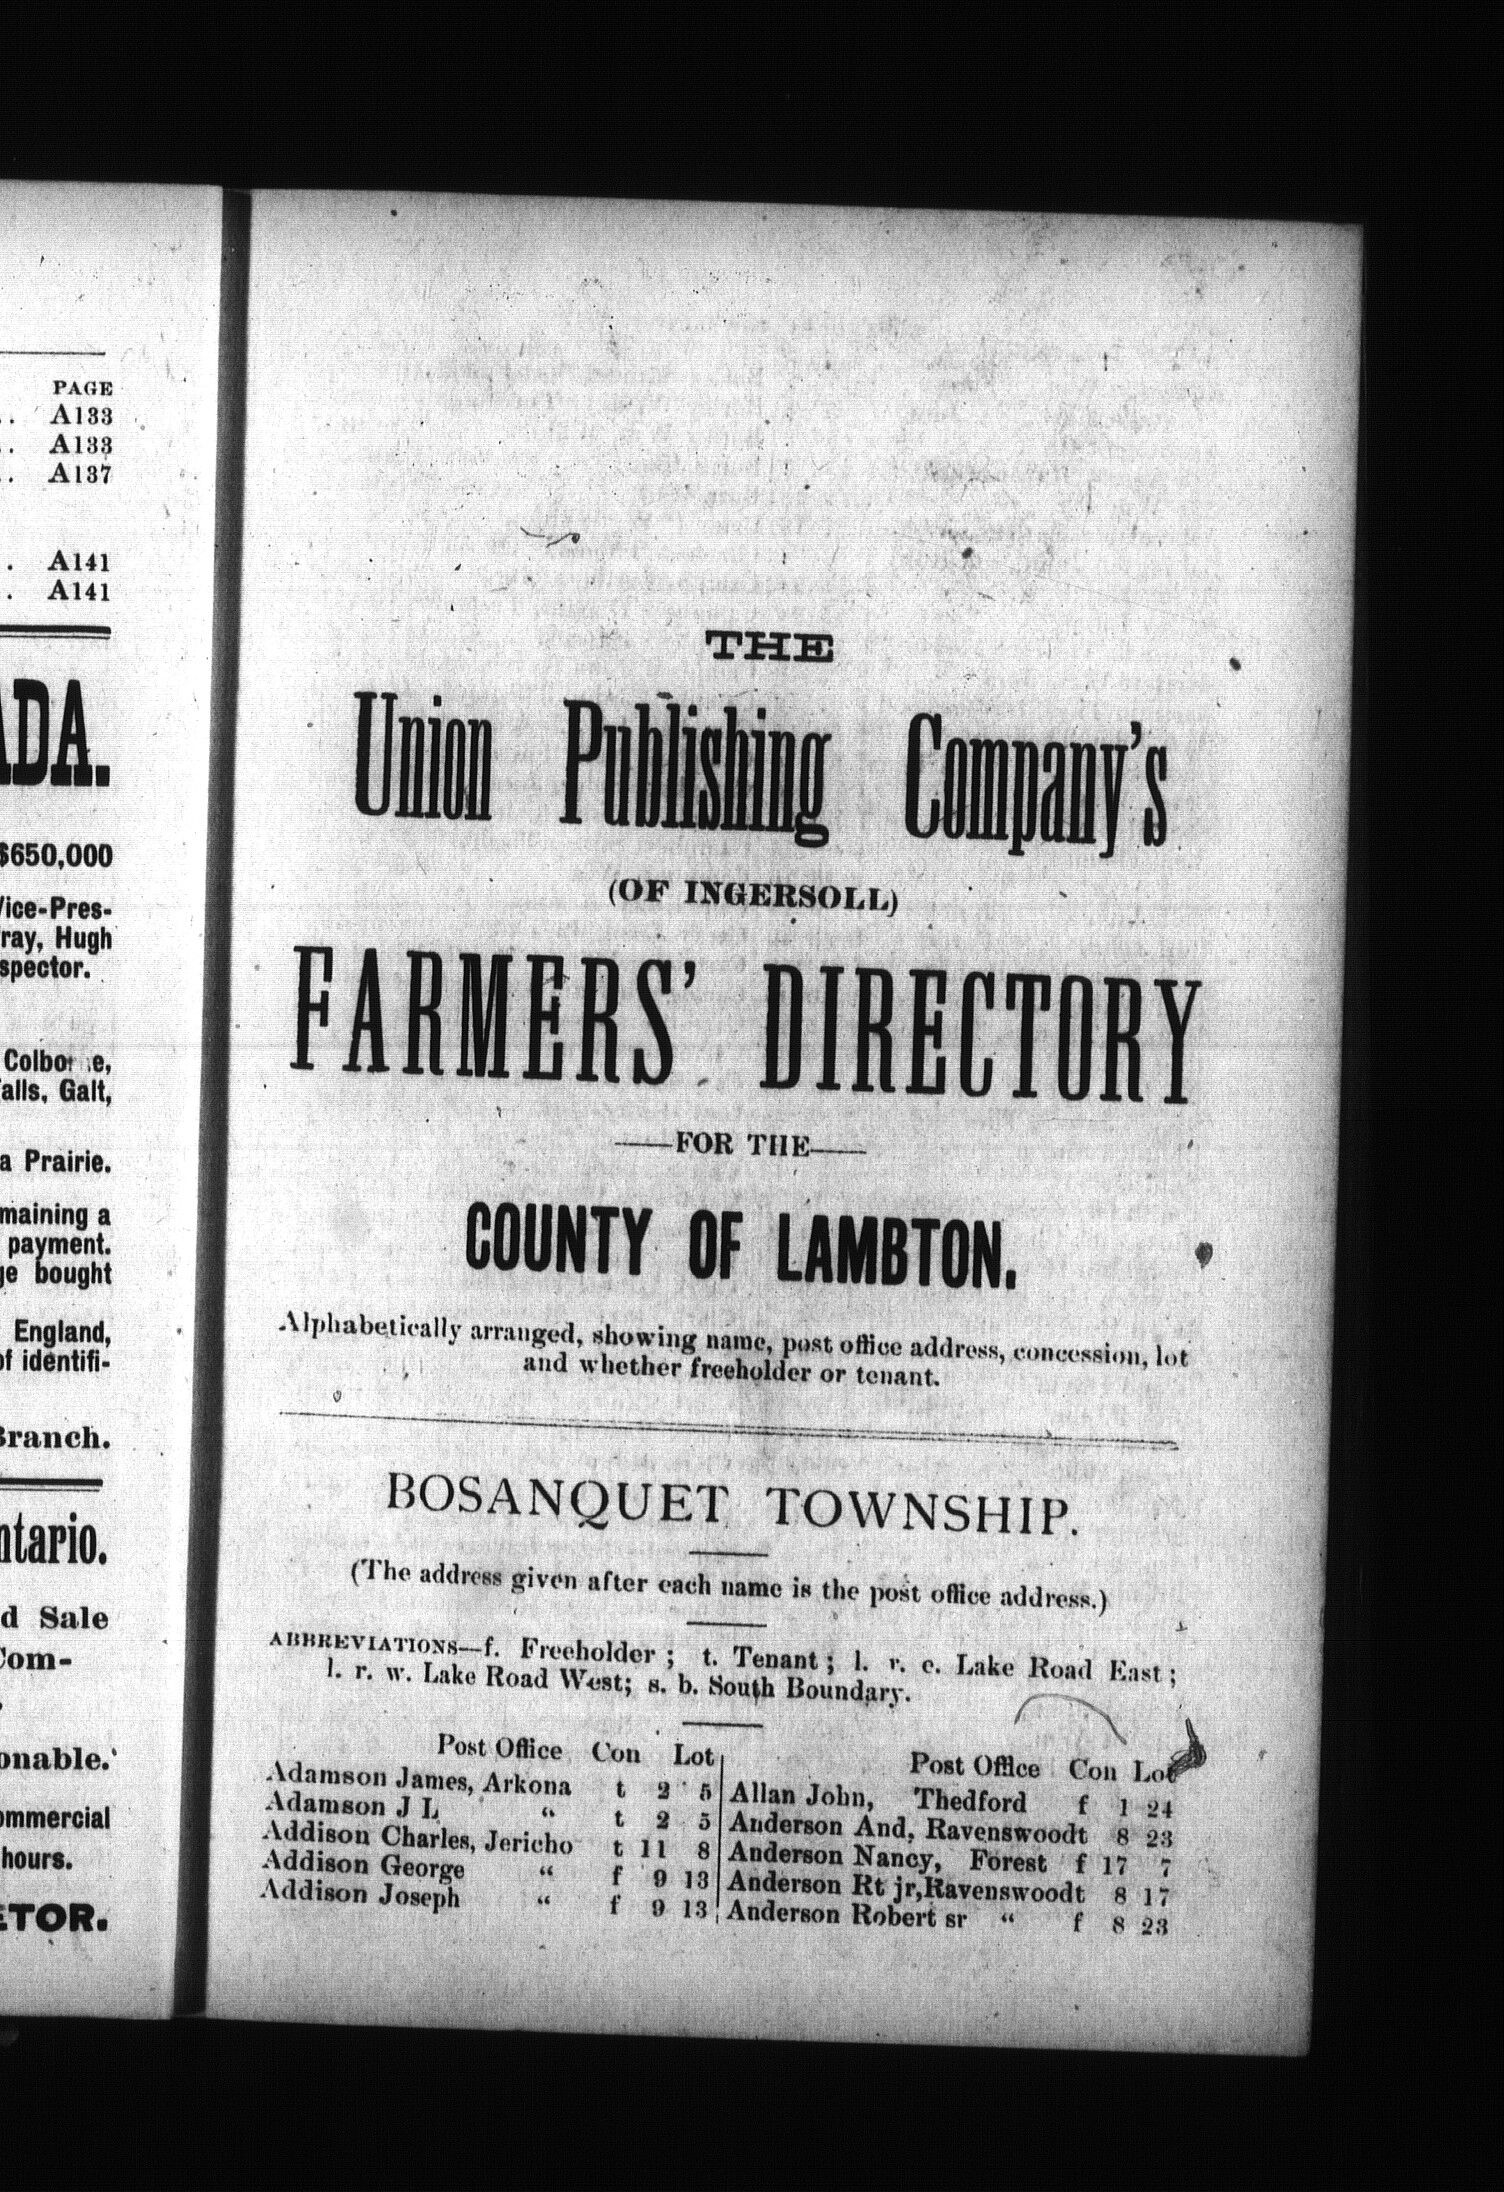 PAGE
A133
A133
A137
A141
A141
ADA.
$650,000
Vice-Pres-
ray, Hugh
spector.
Colborne,
Falls, Galt,
a Prairie.
maining a
payment.
ge bought
England,
of identifi-
Branch.
ntario.
d Sale
Com-
onable.
ommercial
hours.
ETOR.
THE
Union Publishing Company's
(OF INGERSOLL)
FARMERS' DIRECTORY
—FOR THE—
COUNTY OF LAMBTON.
Alphabetically arranged, showing name, post office address, concession, lot
and whether freeholder or tenant.
BOSANQUET TOWNSHIP.
(The address given after each name is the post office address.)
ABBREVIATIONS—f. Freeholder; t. Tenant; l. r. e. Lake Road East;
l. r. w. Lake Road West; s. b. South Boundary.
Post Office Con Lot
Adamson James, Arkona t 2 5
Adamson J L “ t 2 5
Addison Charles, Jericho t 11 8
Addison George “ f 9 13
Addison Joseph “ f 9 13
Post Office Con Lot
Allan John, Thedford f 1 24
Anderson And, Ravenswood t 8 23
Anderson Nancy, Forest f 17 7
Anderson Rt jr, Ravenswood t 8 17
Anderson Robert sr “ f 8 23